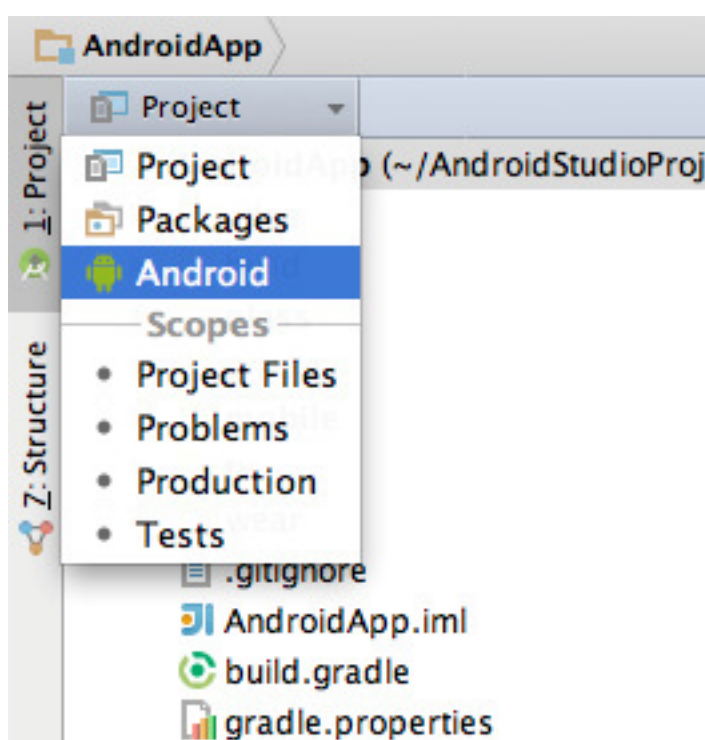 AndroidApp
1: Project
Project
Project
(~/AndroidStudioProj
Packages
Android
Scopes
Project Files
Problems
Production
Tests
7: Structure
.gitignore
AndroidApp.iml
build.gradle
gradle.properties